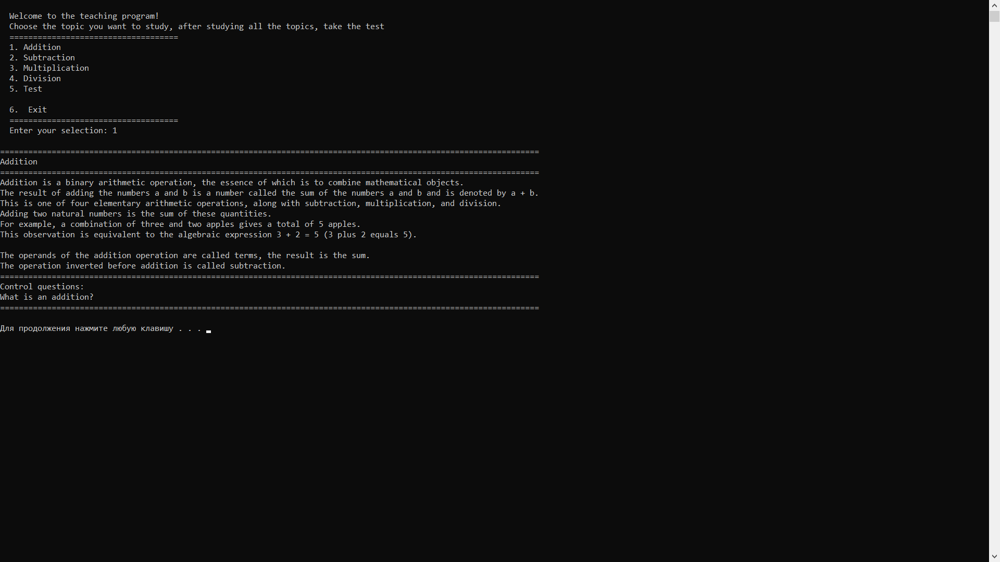 Welcome to the teaching program!
Choose the topic you want to study, after studying all the topics, take the test
====================================
1. Addition
2. Subtraction
3. Multiplication
4. Division
5. Test
6.  Exit
====================================
Enter your selection: 1
===================================================================================================================
Addition
===================================================================================================================
Addition is a binary arithmetic operation, the essence of which is to combine mathematical objects.
The result of adding the numbers a and b is a number called the sum of the numbers a and b and is denoted by a + b.
This is one of four elementary arithmetic operations, along with subtraction, multiplication, and division.
Adding two natural numbers is the sum of these quantities.
For example, a combination of three and two apples gives a total of 5 apples.
This observation is equivalent to the algebraic expression 3 + 2 = 5 (3 plus 2 equals 5).
The operands of the addition operation are called terms, the result is the sum.
The operation inverted before addition is called subtraction.
===================================================================================================================
Control questions:
What is an addition?
===================================================================================================================
Для продолжения нажмите любую клавишу . . .